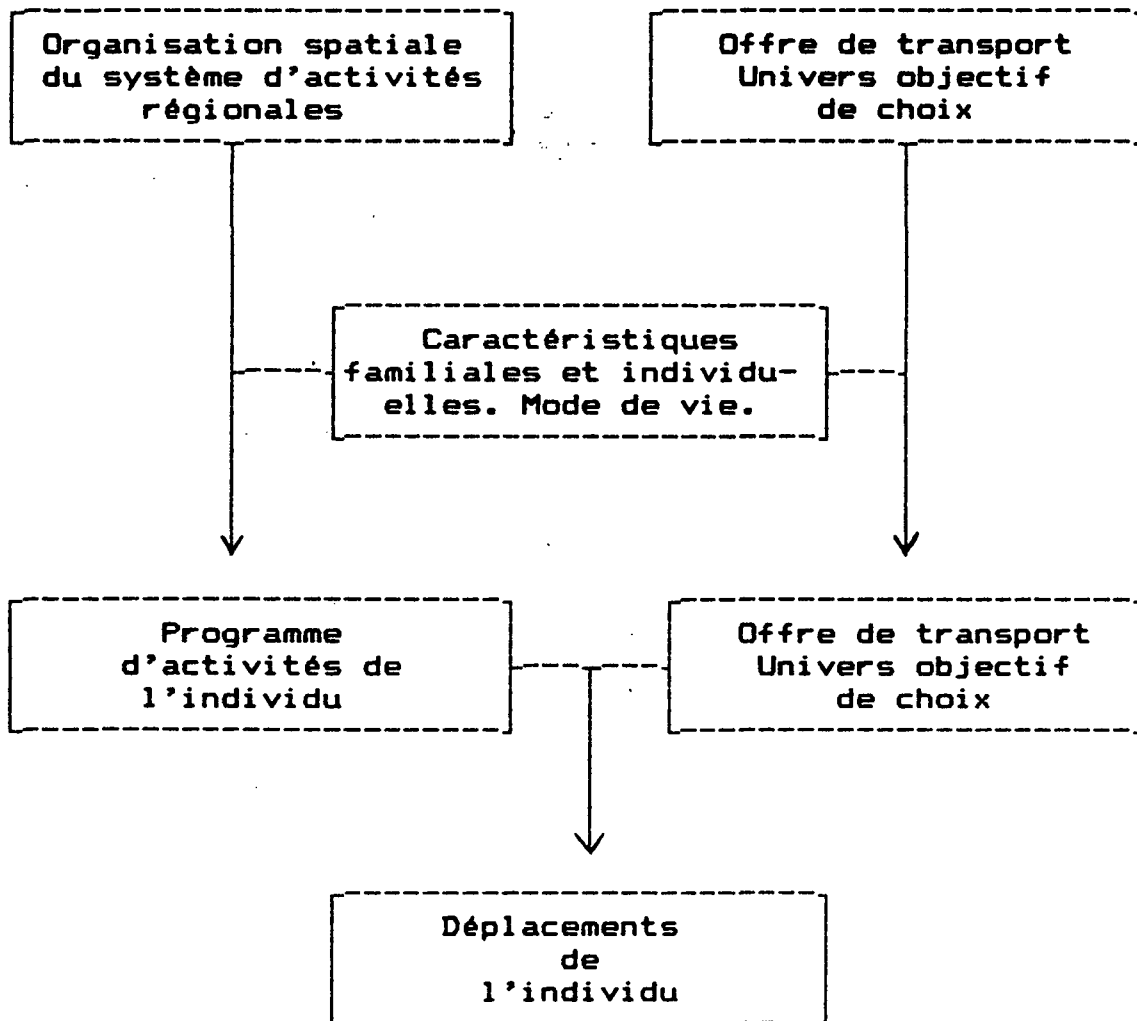 Organisation spatiale
du système d'activités
régionales
Offre de transport
Univers objectif
de choix
Caractéristiques
familiales et individu-
elles. Mode de vie.
Programme
d'activités de
l'individu
Offre de transport
Univers objectif
de choix
Déplacements
de
l'individu